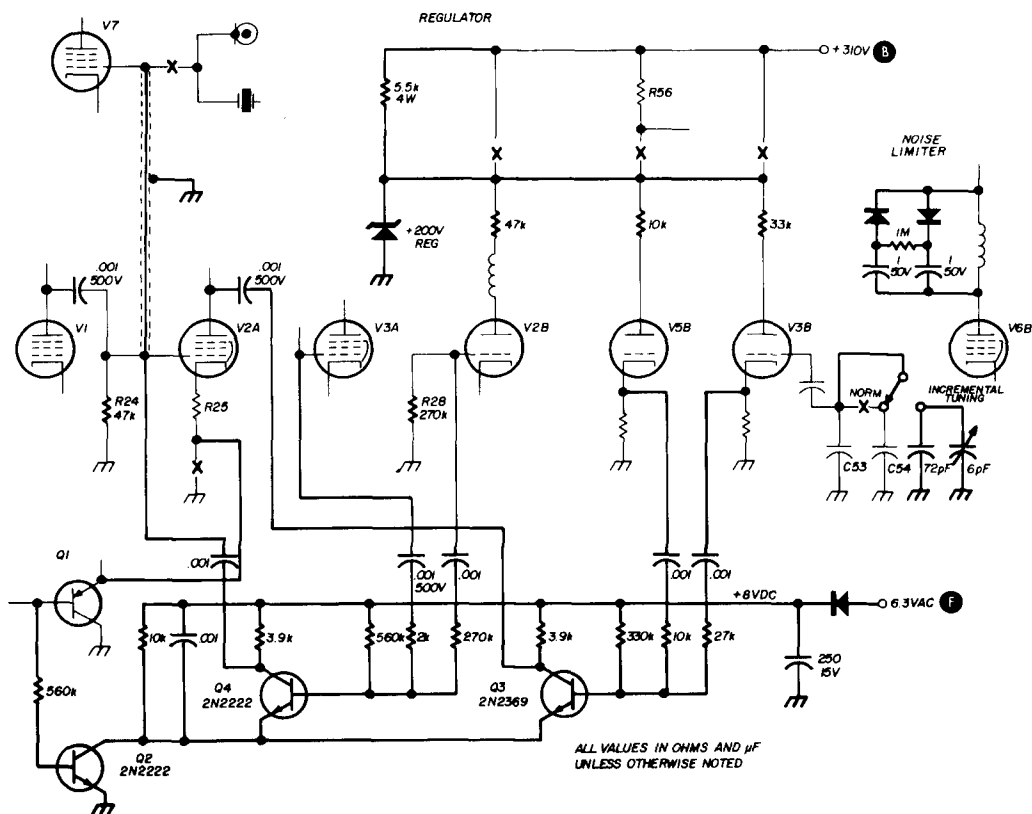 V7
REGULATOR
+310V B
5.5k
4W
R56
NOISE
LIMITER
+200V
REG
47k
10k
33k
1M
1
50V
1
50V
.001
500V
.001
500V
V1
V2A
V3A
V2B
V5B
V3B
V6B
R24
47k
R25
R28
270k
NORM
INCREMENTAL
TUNING
C53
C54
72pF
6pF
Q1
.001
.001
500V
.001
.001
.001
+8VDC
6.3VAC F
10k
.001
3.9k
560k
2k
270k
3.9k
330k
10k
27k
250
15V
560k
Q4
2N2222
Q3
2N2369
Q2
2N2222
ALL VALUES IN OHMS AND µF
UNLESS OTHERWISE NOTED